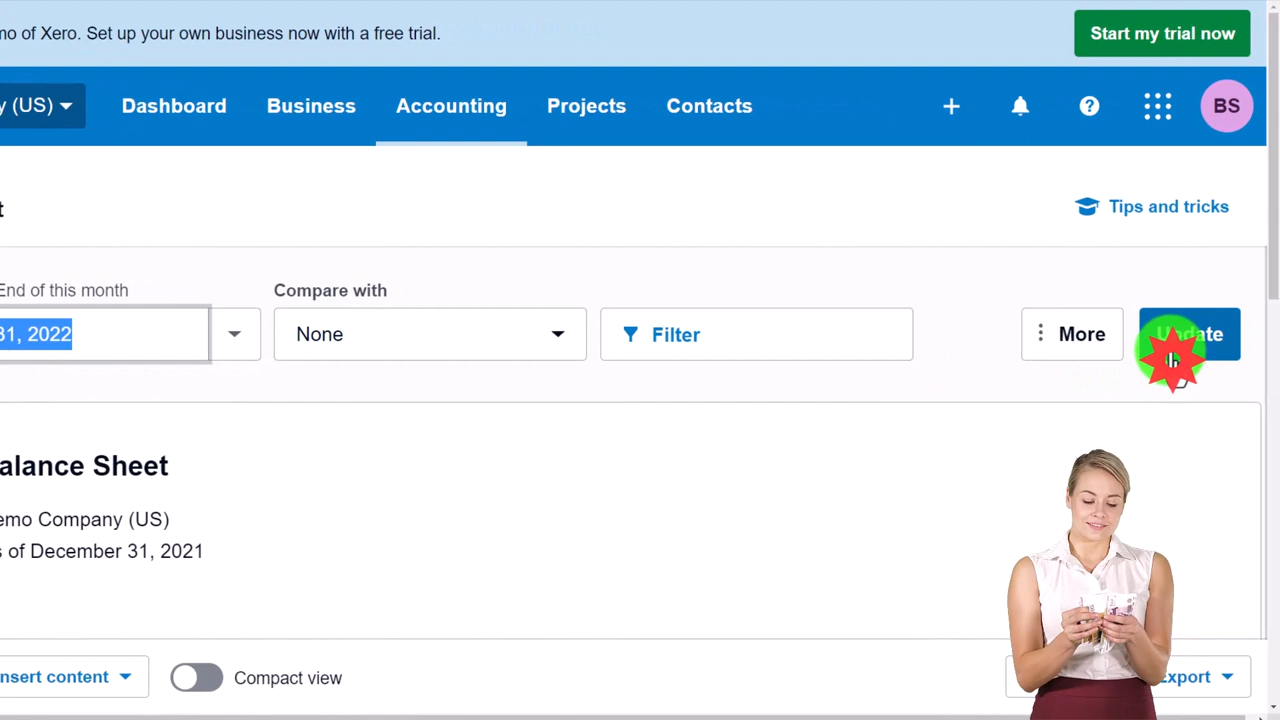 mo of Xero. Set up your own business now with a free trial.
Start my trial now
y (US)
Dashboard
Business
Accounting
Projects
Contacts
BS
t
Tips and tricks
End of this month
Compare with
31, 2022
None
Filter
More
Update
alance Sheet
emo Company (US)
s of December 31, 2021
nsert content
Compact view
Export